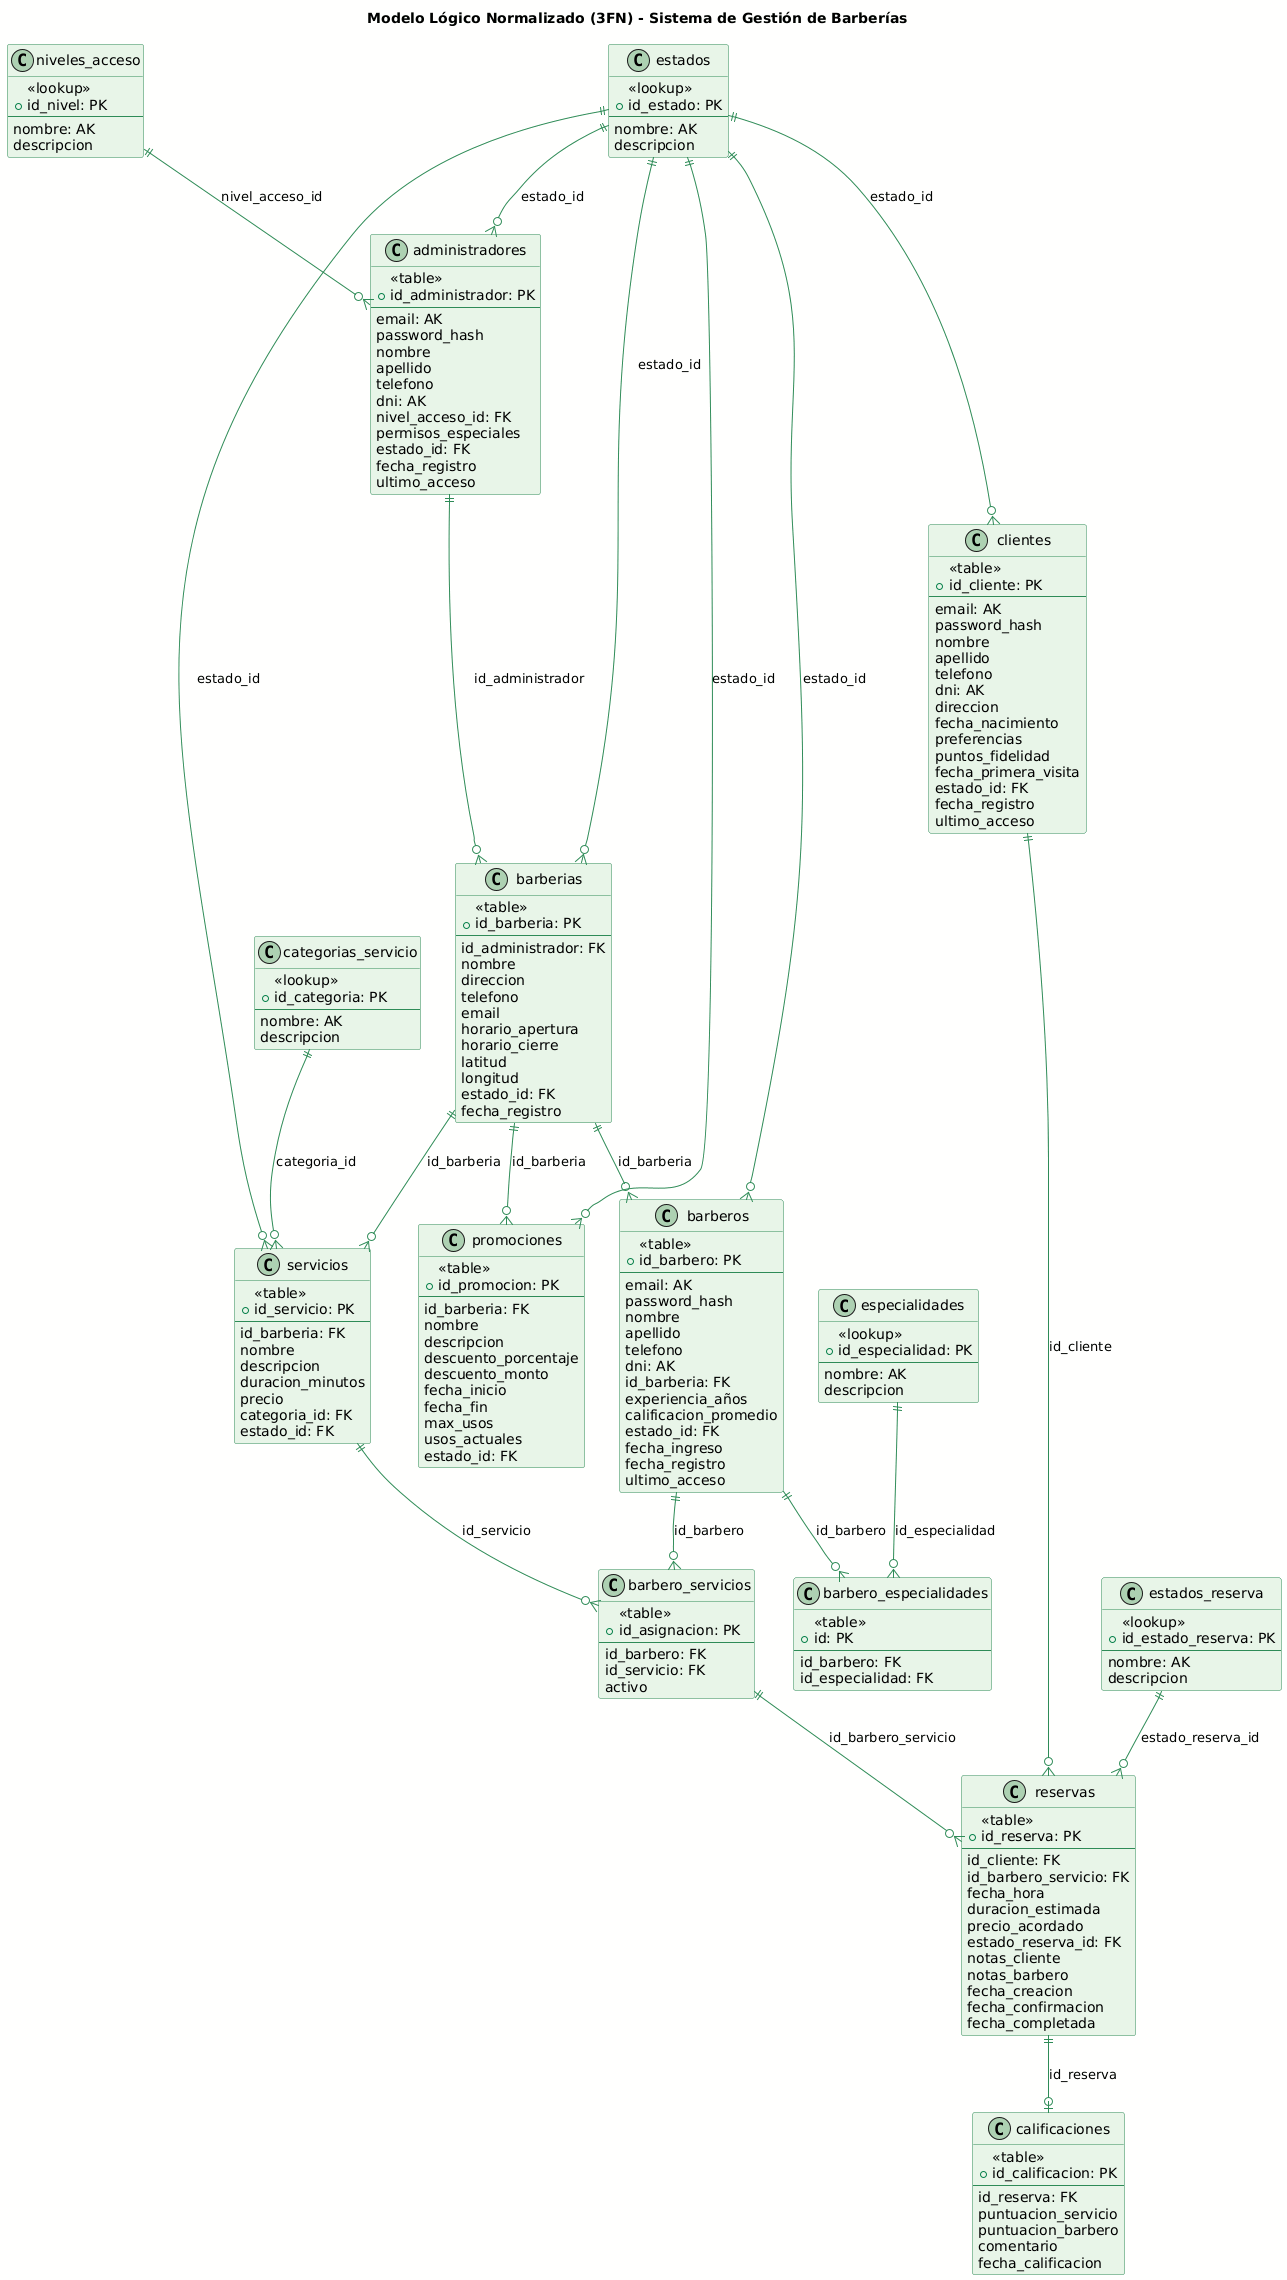 Modelo Lógico Normalizado (3FN) - Sistema de Gestión de Barberías
C niveles_acceso
«lookup»
id_nivel: PK
nombre: AK
descripcion
C estados
«lookup»
id_estado: PK
nombre: AK
descripcion
nivel_acceso_id
estado_id
estado_id
C administradores
«table»
id_administrador: PK
email: AK
password_hash
nombre
apellido
telefono
dni: AK
nivel_acceso_id: FK
permisos_especiales
estado_id: FK
fecha_registro
ultimo_acceso
estado_id
C clientes
«table»
id_cliente: PK
email: AK
password_hash
nombre
apellido
telefono
dni: AK
direccion
fecha_nacimiento
preferencias
puntos_fidelidad
fecha_primera_visita
estado_id: FK
fecha_registro
ultimo_acceso
estado_id
id_administrador
estado_id
estado_id
C barberias
«table»
id_barberia: PK
id_administrador: FK
nombre
direccion
telefono
email
horario_apertura
horario_cierre
latitud
longitud
estado_id: FK
fecha_registro
C categorias_servicio
«lookup»
id_categoria: PK
nombre: AK
descripcion
categoria_id
id_barberia
id_barberia
id_barberia
C servicios
«table»
id_servicio: PK
id_barberia: FK
nombre
descripcion
duracion_minutos
precio
categoria_id: FK
estado_id: FK
C promociones
«table»
id_promocion: PK
id_barberia: FK
nombre
descripcion
descuento_porcentaje
descuento_monto
fecha_inicio
fecha_fin
max_usos
usos_actuales
estado_id: FK
C barberos
«table»
id_barbero: PK
email: AK
password_hash
nombre
apellido
telefono
dni: AK
id_barberia: FK
experiencia_años
calificacion_promedio
estado_id: FK
fecha_ingreso
fecha_registro
ultimo_acceso
C especialidades
«lookup»
id_especialidad: PK
nombre: AK
descripcion
id_cliente
id_servicio
id_barbero
id_barbero
id_especialidad
C barbero_servicios
«table»
id_asignacion: PK
id_barbero: FK
id_servicio: FK
activo
C barbero_especialidades
«table»
id: PK
id_barbero: FK
id_especialidad: FK
C estados_reserva
«lookup»
id_estado_reserva: PK
nombre: AK
descripcion
id_barbero_servicio
estado_reserva_id
C reservas
«table»
id_reserva: PK
id_cliente: FK
id_barbero_servicio: FK
fecha_hora
duracion_estimada
precio_acordado
estado_reserva_id: FK
notas_cliente
notas_barbero
fecha_creacion
fecha_confirmacion
fecha_completada
id_reserva
C calificaciones
«table»
id_calificacion: PK
id_reserva: FK
puntuacion_servicio
puntuacion_barbero
comentario
fecha_calificacion